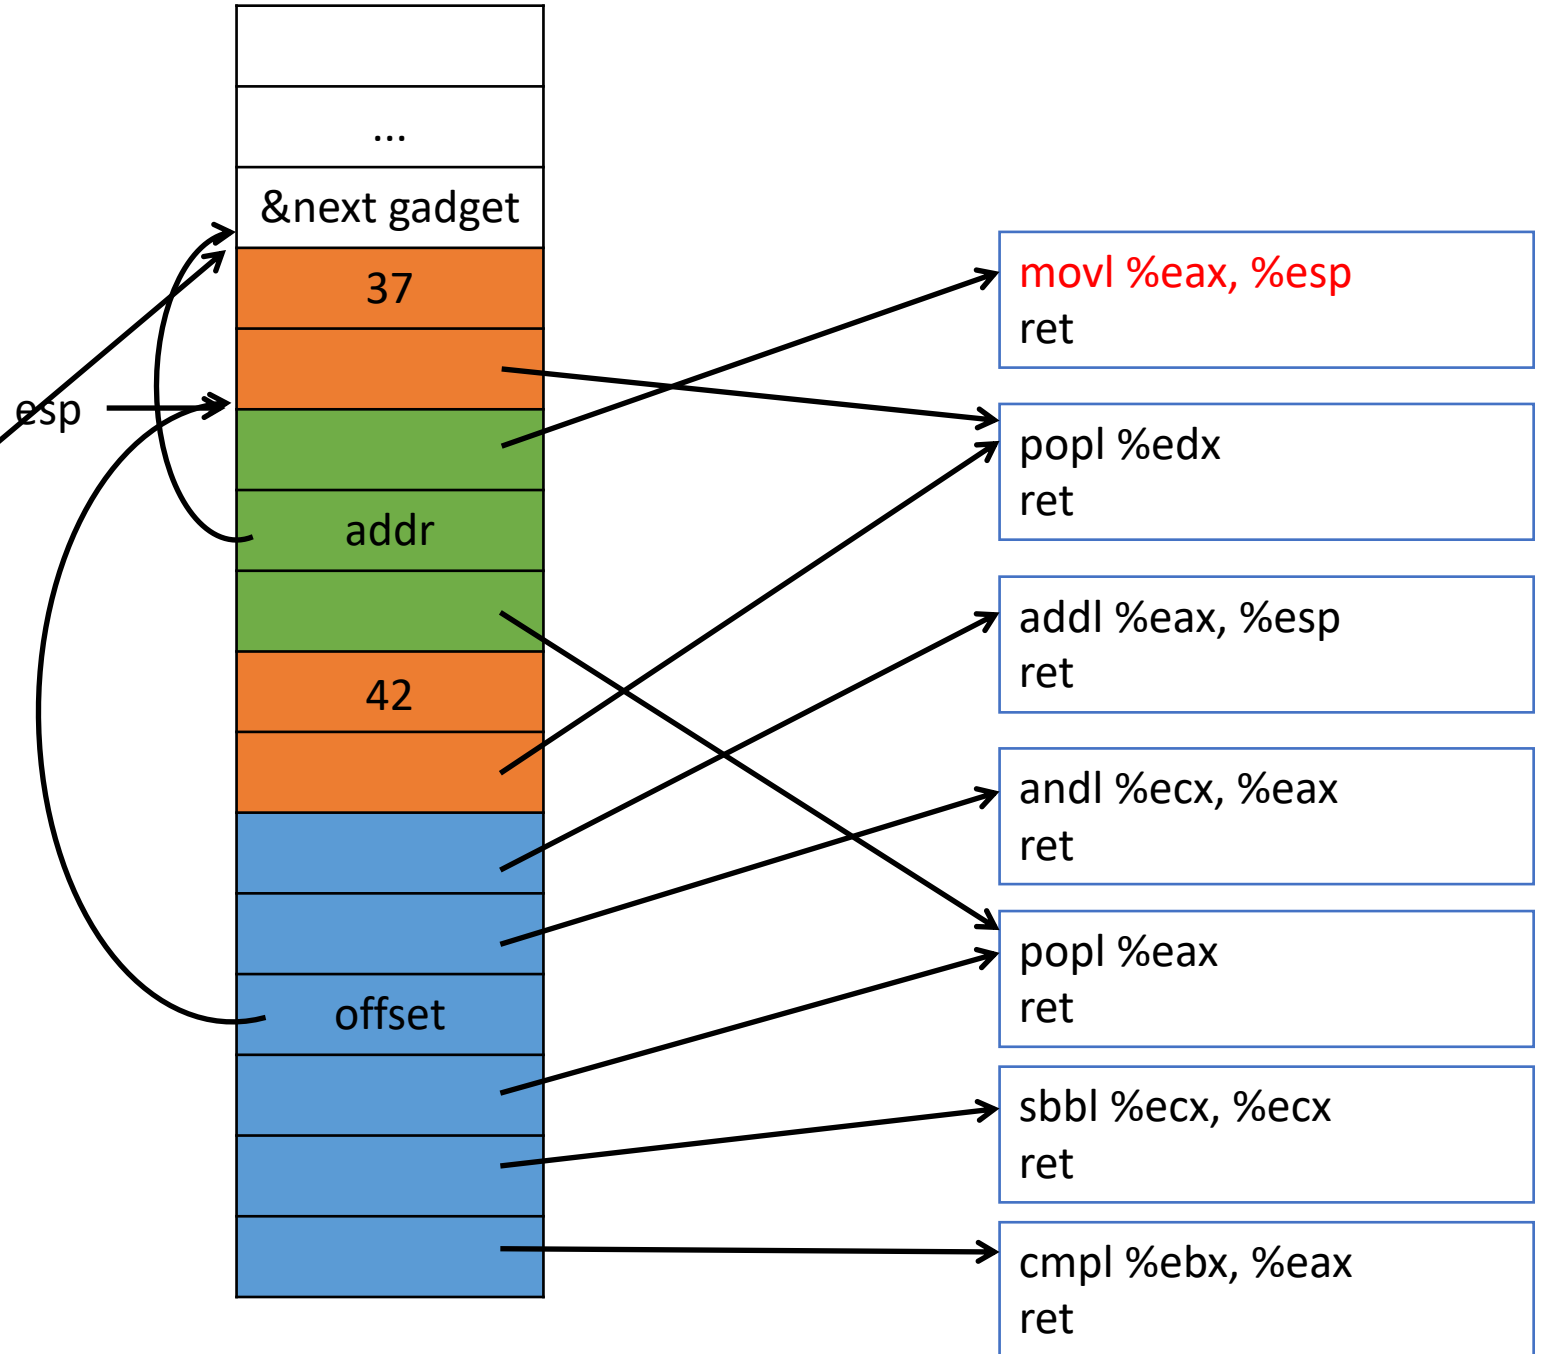 ...
&next gadget
37
esp
addr
42
offset
movl %eax, %esp
ret
popl %edx
ret
addl %eax, %esp
ret
andl %ecx, %eax
ret
popl %eax
ret
sbbl %ecx, %ecx
ret
cmpl %ebx, %eax
ret